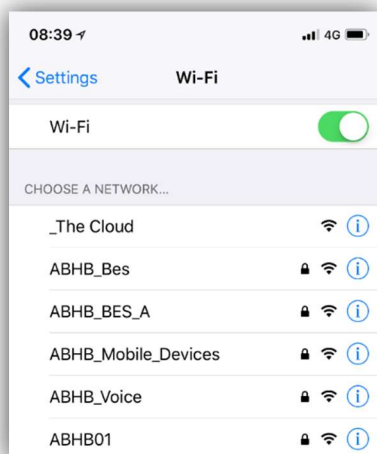 08:39 4G
Settings Wi-Fi
Wi-Fi
CHOOSE A NETWORK...
_The Cloud
ABHB_Bes
ABHB_BES_A
ABHB_Mobile_Devices
ABHB_Voice
ABHB01